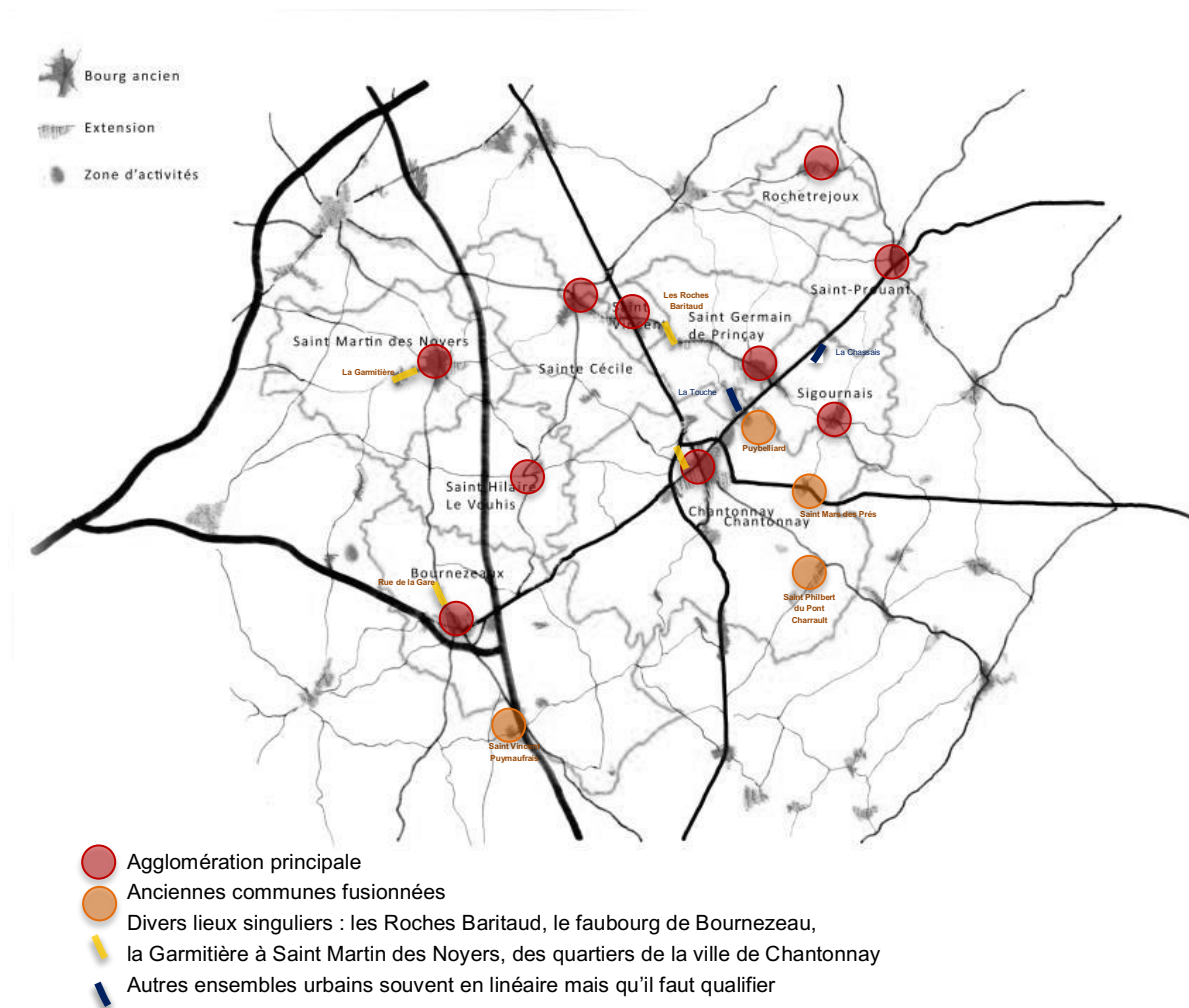 Bourg ancien
Extension
Zone d'activités
Rochetrejoux
Saint-Prouant
Les Roches
Baritaud
Saint
Vincent
Saint Germain
de Prinçay
Saint Martin des Noyers
La Garmitière
La Chassais
Sainte Cécile
La Touche
Sigournais
Puybelliard
Saint Hilaire
Le Vouhis
Chantonnay
Chantonnay
Saint Mars des Prés
Bournezeaux
Rue de la Gare
Saint Philbert
du Pont
Charrault
Saint Vincent
Puymaufrais
Agglomération principale
Anciennes communes fusionnées
Divers lieux singuliers : les Roches Baritaud, le faubourg de Bournezeau,
la Garmitière à Saint Martin des Noyers, des quartiers de la ville de Chantonnay
Autres ensembles urbains souvent en linéaire mais qu'il faut qualifier